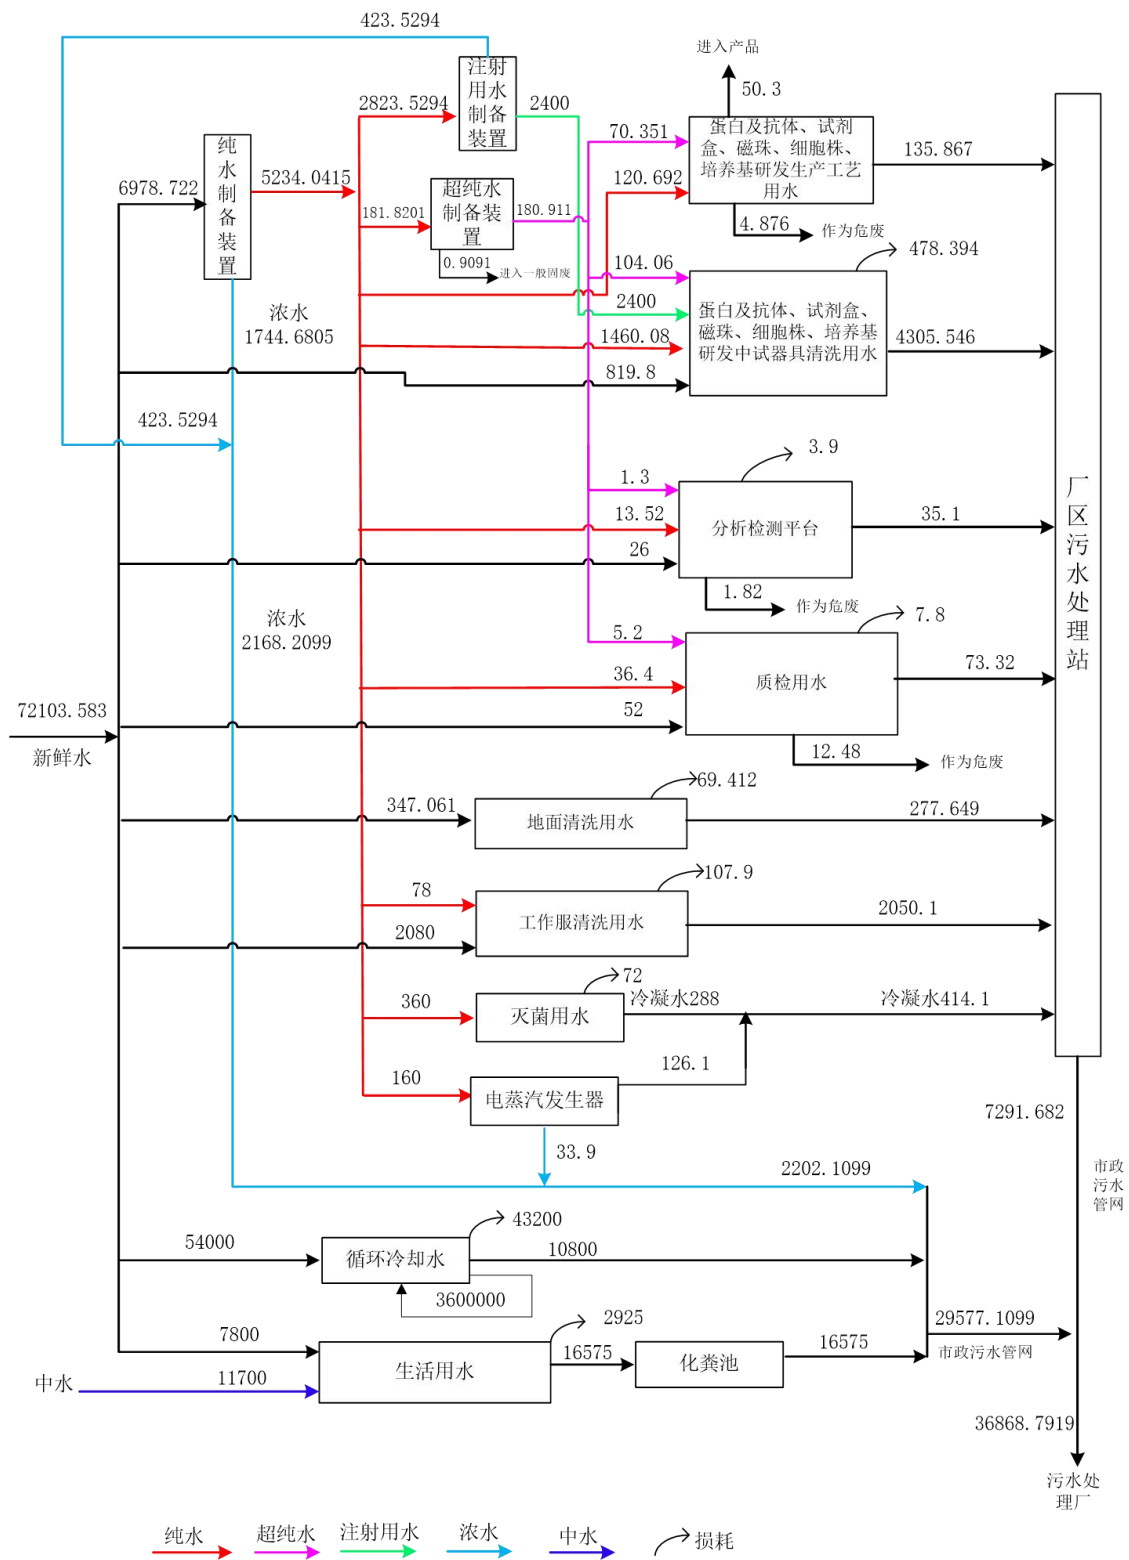 423.5294
进入产品
注射
用水
制备
装置
50.3
2823.5294
2400
70.351
蛋白及抗体、试剂
盒、磁珠、细胞株、
培养基研发生产工艺
用水
135.867
纯
水
制
备
装
置
6978.722
5234.0415
120.692
超纯水
制备装
置
181.8201
180.911
4.876
作为危废
0.9091
进入一般固废
478.394
104.06
2400
浓水
1744.6805
蛋白及抗体、试剂盒、
磁珠、细胞株、培养基
研发中试器具清洗用水
4305.546
1460.08
819.8
423.5294
3.9
1.3
13.52
分析检测平台
35.1
26
厂
区
污
水
处
理
站
1.82
作为危废
浓水
2168.2099
7.8
5.2
36.4
质检用水
73.32
52
72103.583
新鲜水
12.48
作为危废
69.412
347.061
地面清洗用水
277.649
107.9
78
工作服清洗用水
2050.1
2080
72
360
灭菌用水
冷凝水288
冷凝水414.1
126.1
160
电蒸汽发生器
7291.682
33.9
2202.1099
市政
污水
管网
43200
54000
循环冷却水
10800
3600000
2925
7800
生活用水
16575
化粪池
16575
29577.1099
市政污水管网
中水
11700
36868.7919
污水处
理厂
纯水
超纯水
注射用水
浓水
中水
损耗